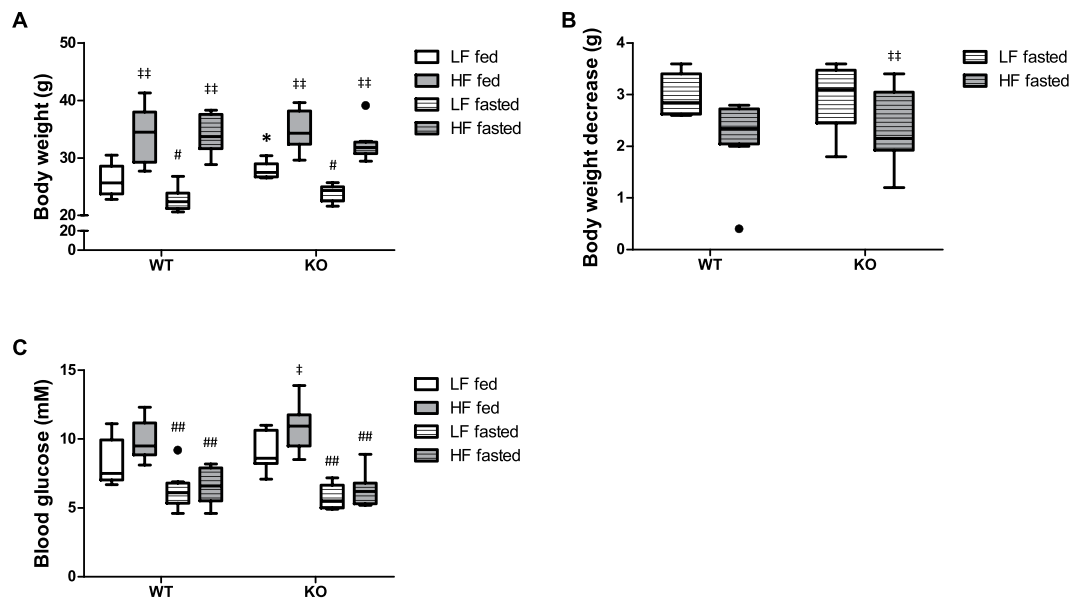 A
Body weight (g)
50
40
30
20
20
0
‡‡
#
‡‡
*
‡‡
#
‡‡
WT
KO
LF fed
HF fed
LF fasted
HF fasted
B
Body weight decrease (g)
4
3
2
1
0
‡‡
WT
KO
LF fasted
HF fasted
C
Blood glucose (mM)
15
10
5
0
##
##
‡
##
##
WT
KO
LF fed
HF fed
LF fasted
HF fasted